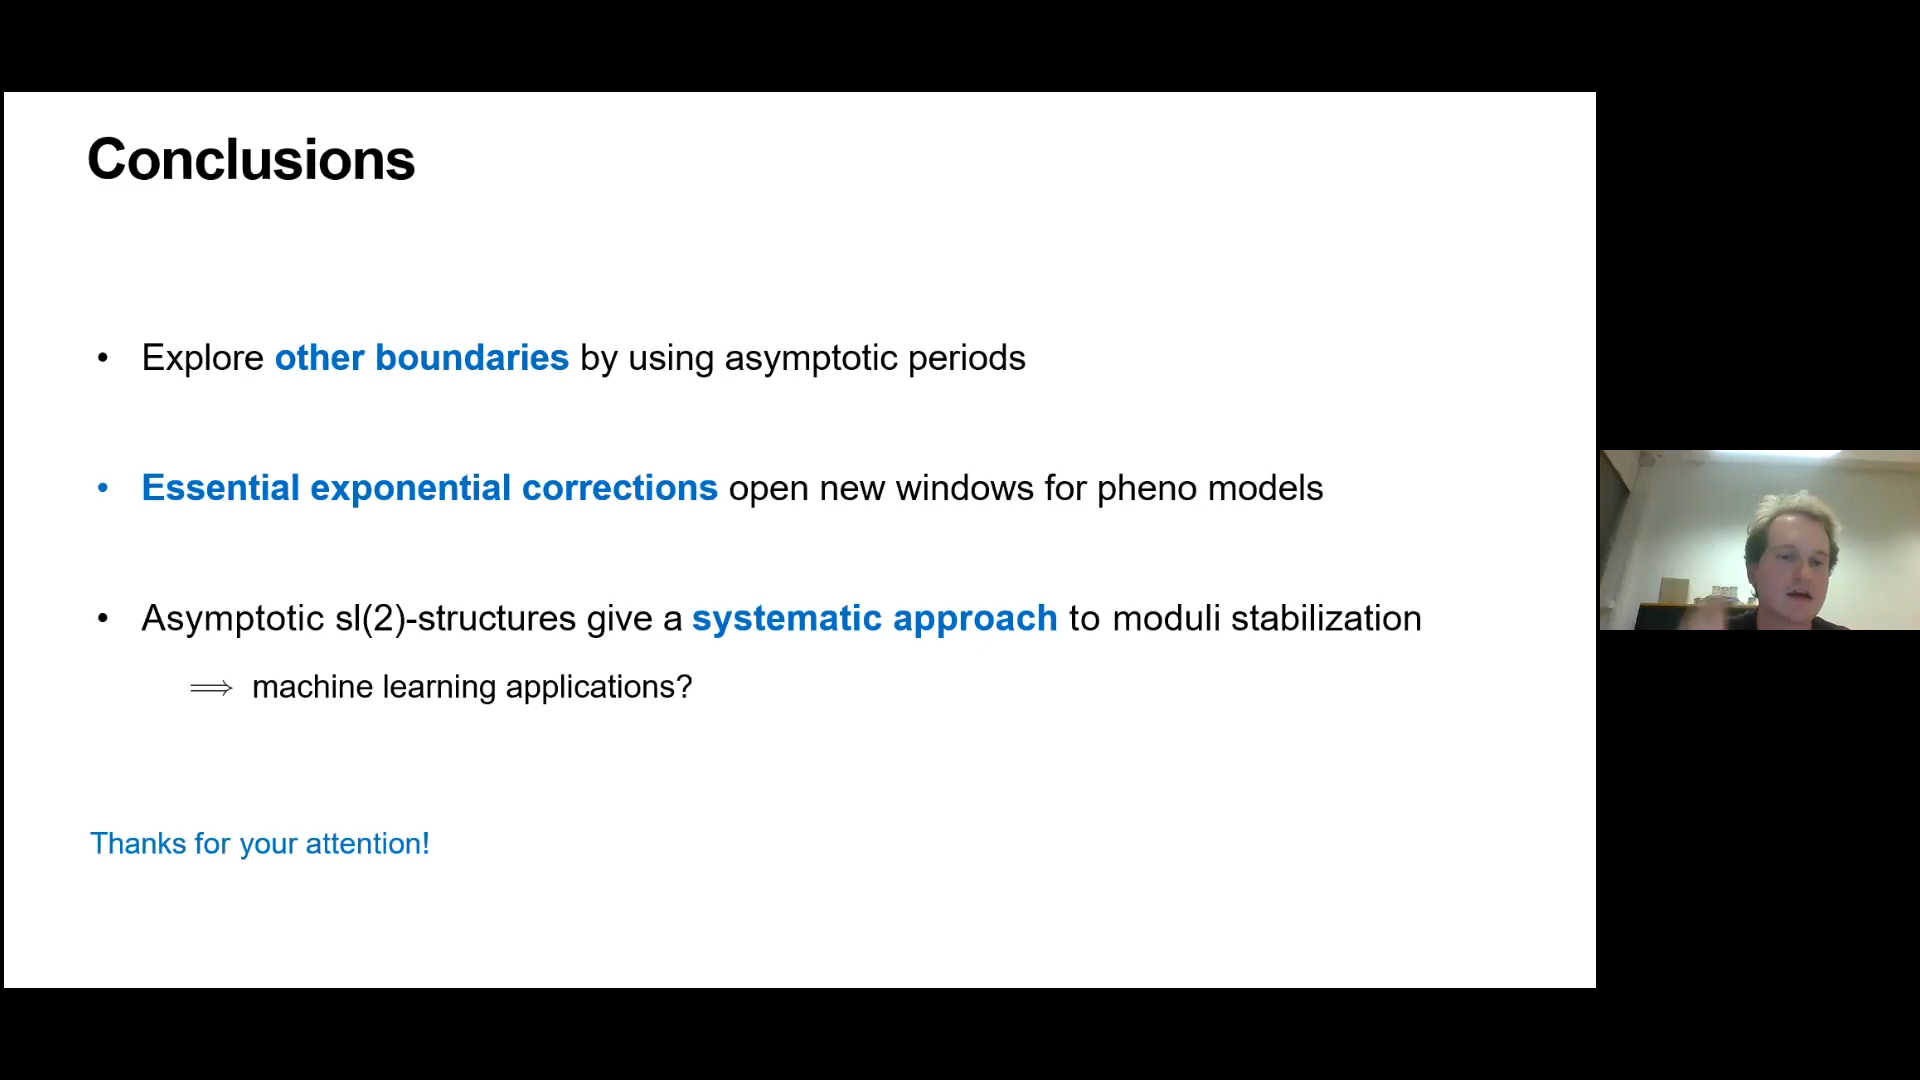 Conclusions
• Explore other boundaries by using asymptotic periods
• Essential exponential corrections open new windows for pheno models
• Asymptotic sl(2)-structures give a systematic approach to moduli stabilization
⟹ machine learning applications?
Thanks for your attention!